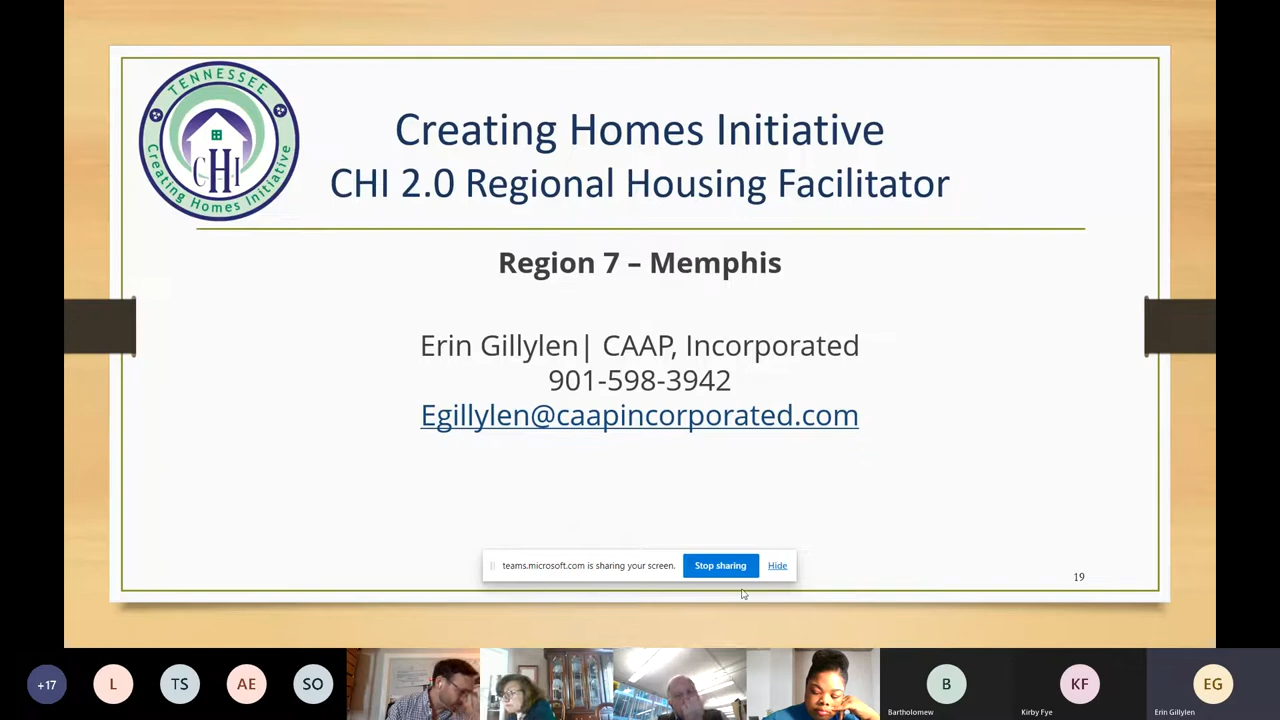 TENNESSEE
CHI
Creating Homes Initiative
Creating Homes Initiative
CHI 2.0 Regional Housing Facilitator
Region 7 – Memphis
Erin Gillylen| CAAP, Incorporated
901-598-3942
Egillylen@caapincorporated.com
teams.microsoft.com is sharing your screen.
Stop sharing
Hide
19
+17
L
TS
AE
SO
B
KF
EG
Bartholomew
Kirby Fye
Erin Gillylen